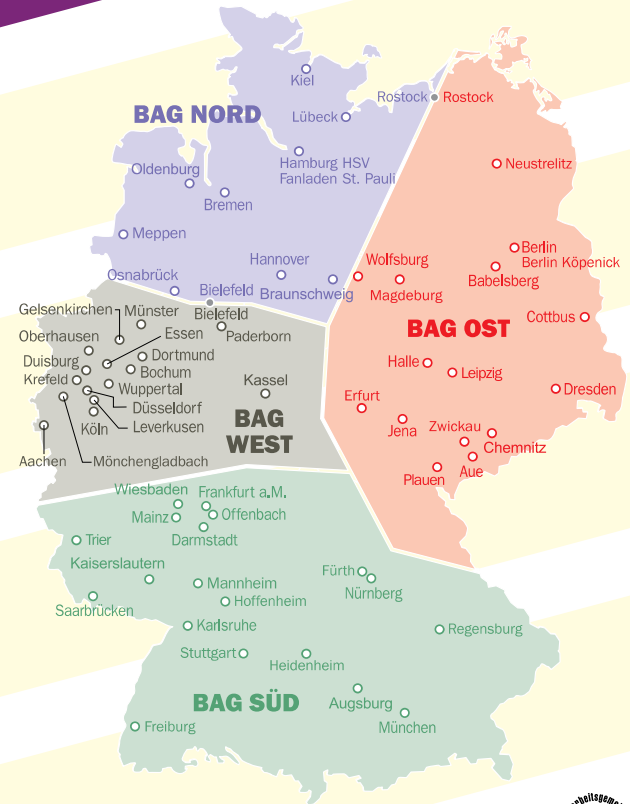 Kiel
BAG NORD
Rostock
Rostock
Lübeck
Hamburg HSV
Fanladen St. Pauli
Oldenburg
Bremen
Neustrelitz
Meppen
Hannover
Wolfsburg
Berlin
Berlin Köpenick
Osnabrück
Bielefeld
Braunschweig
Magdeburg
Babelsberg
Gelsenkirchen
Münster
Bielefeld
Paderborn
BAG OST
Cottbus
Oberhausen
Essen
Dortmund
Duisburg
Bochum
Krefeld
Wuppertal
Kassel
Halle
Leipzig
Dresden
Düsseldorf
Leverkusen
Köln
BAG
WEST
Erfurt
Jena
Zwickau
Chemnitz
Aachen
Mönchengladbach
Plauen
Aue
Wiesbaden
Frankfurt a.M.
Mainz
Offenbach
Darmstadt
Trier
Kaiserslautern
Mannheim
Fürth
Nürnberg
Saarbrücken
Hoffenheim
Karlsruhe
Regensburg
Stuttgart
Heidenheim
BAG SÜD
Augsburg
Freiburg
München